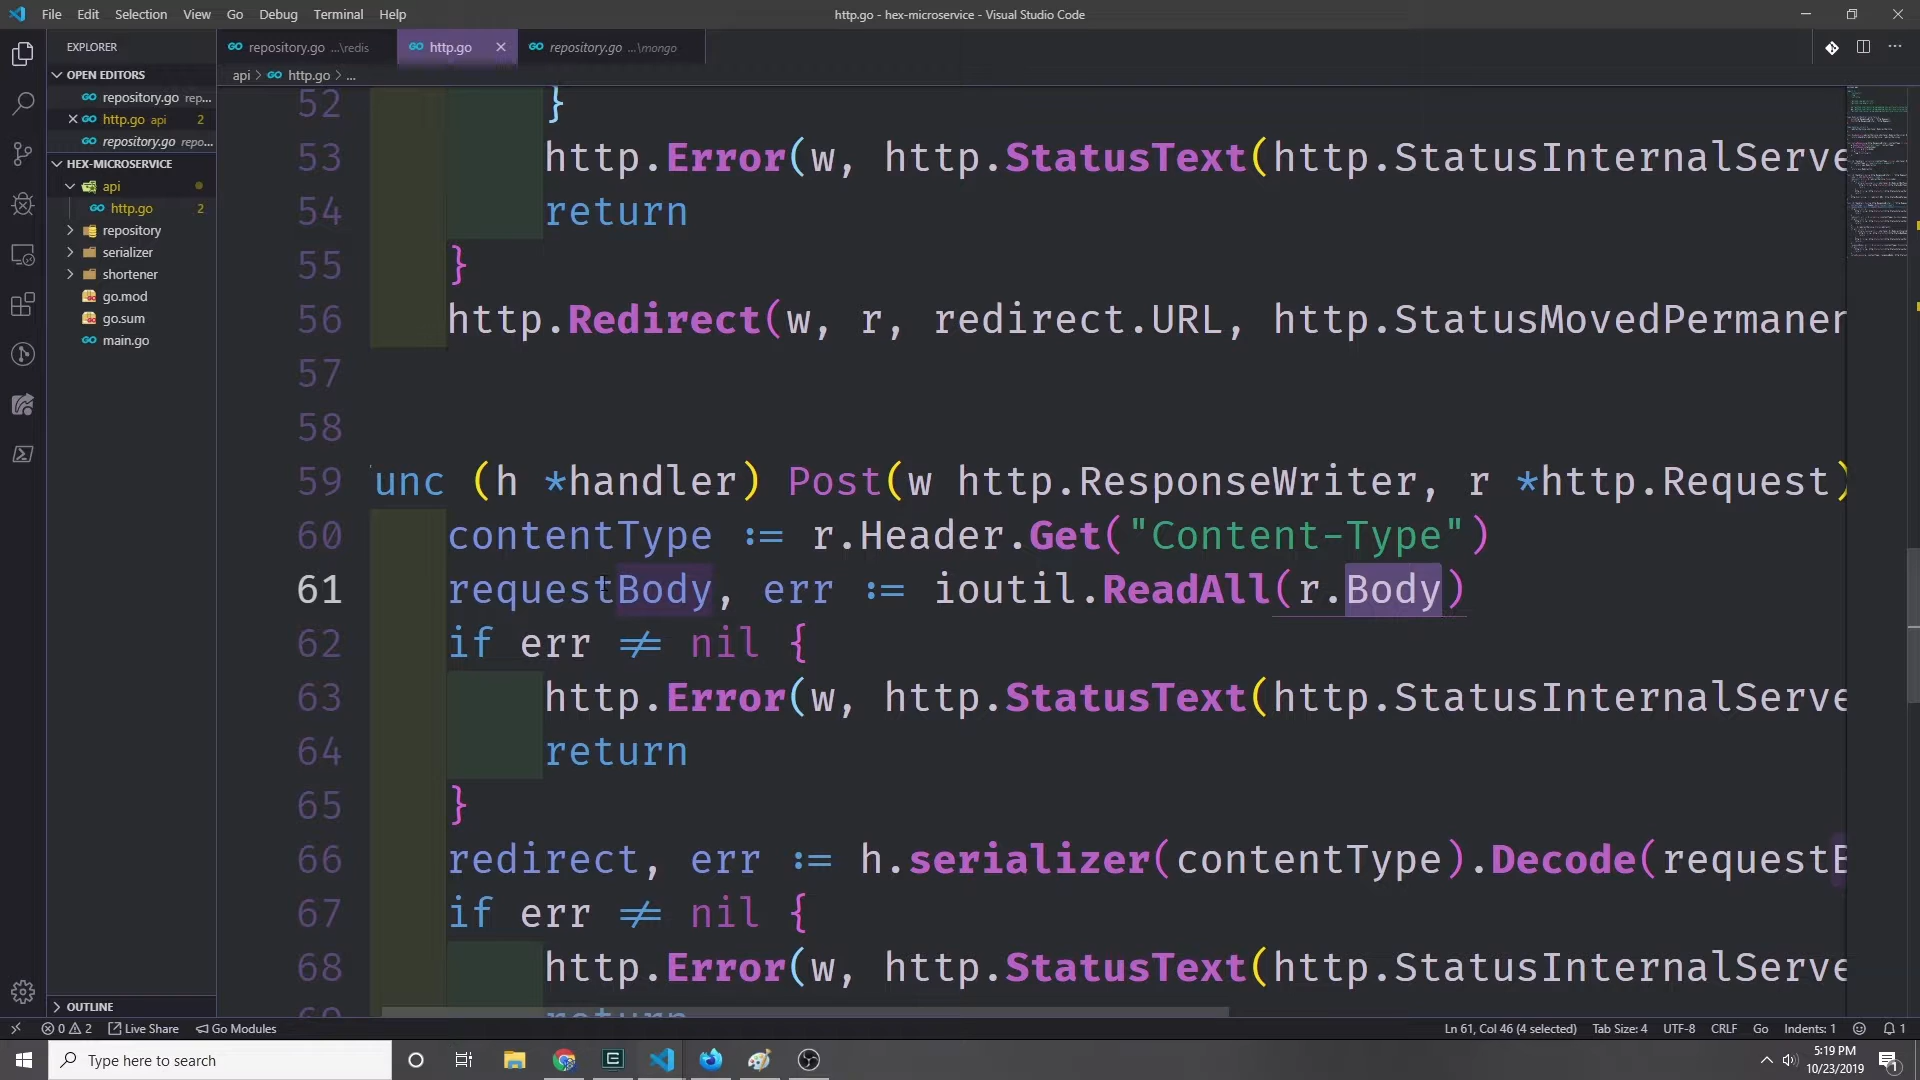 File Edit Selection View Go Debug Terminal Help
http.go - hex-microservice - Visual Studio Code
EXPLORER
repository.go ...\redis
http.go
repository.go ...\mongo
OPEN EDITORS
api > http.go > ...
repository.go rep...
http.go api 2
repository.go repo...
HEX-MICROSERVICE
api
http.go 2
repository
serializer
shortener
go.mod
go.sum
main.go
OUTLINE
52 }
53 http.Error(w, http.StatusText(http.StatusInternalServe
54 return
55 }
56 http.Redirect(w, r, redirect.URL, http.StatusMovedPermanen
57
58
59 unc (h *handler) Post(w http.ResponseWriter, r *http.Request)
60 contentType := r.Header.Get("Content-Type")
61 requestBody, err := ioutil.ReadAll(r.Body)
62 if err ≠ nil {
63 http.Error(w, http.StatusText(http.StatusInternalServe
64 return
65 }
66 redirect, err := h.serializer(contentType).Decode(requestB
67 if err ≠ nil {
68 http.Error(w, http.StatusText(http.StatusInternalServe
69 return
0 2 Live Share Go Modules
Ln 61, Col 46 (4 selected) Tab Size: 4 UTF-8 CRLF Go Indents: 1 1
Type here to search
5:19 PM
10/23/2019
1